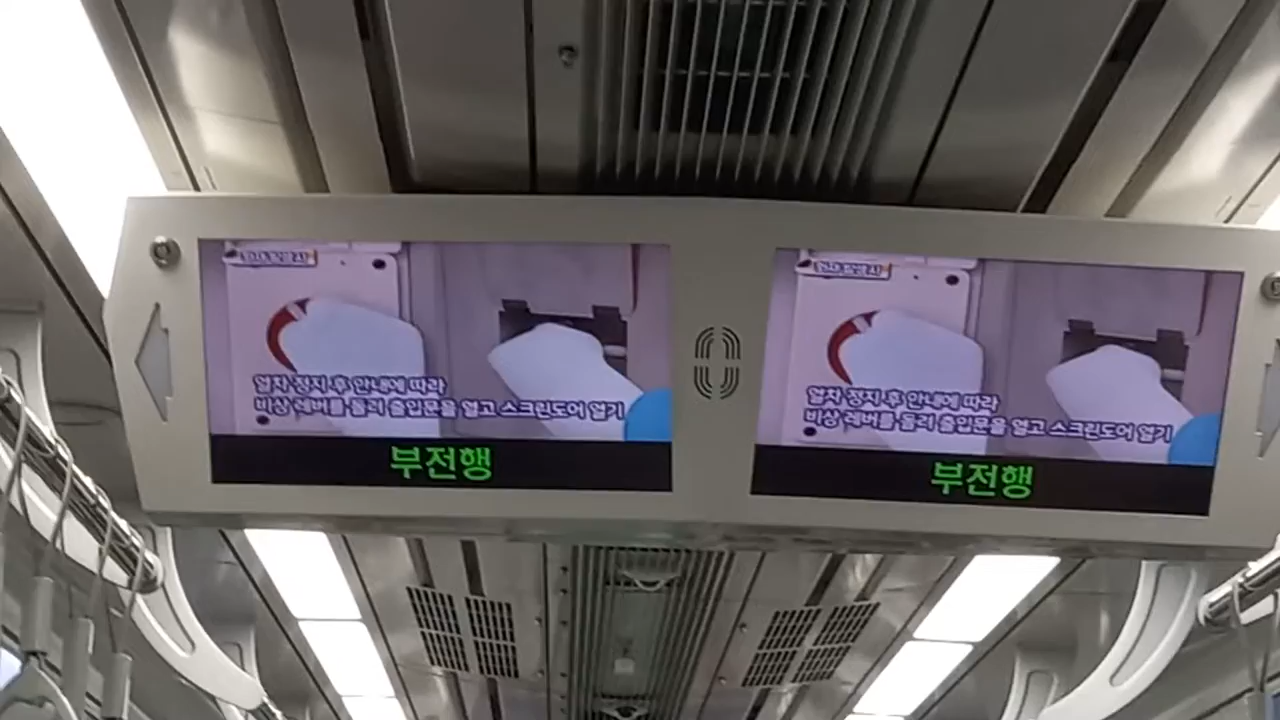 열차 정지 후 안내에 따라
비상 레버를 돌려 출입문을 열고 스크린도어 열기
부전행
열차 정지 후 안내에 따라
비상 레버를 돌려 출입문을 열고 스크린도어 열기
부전행